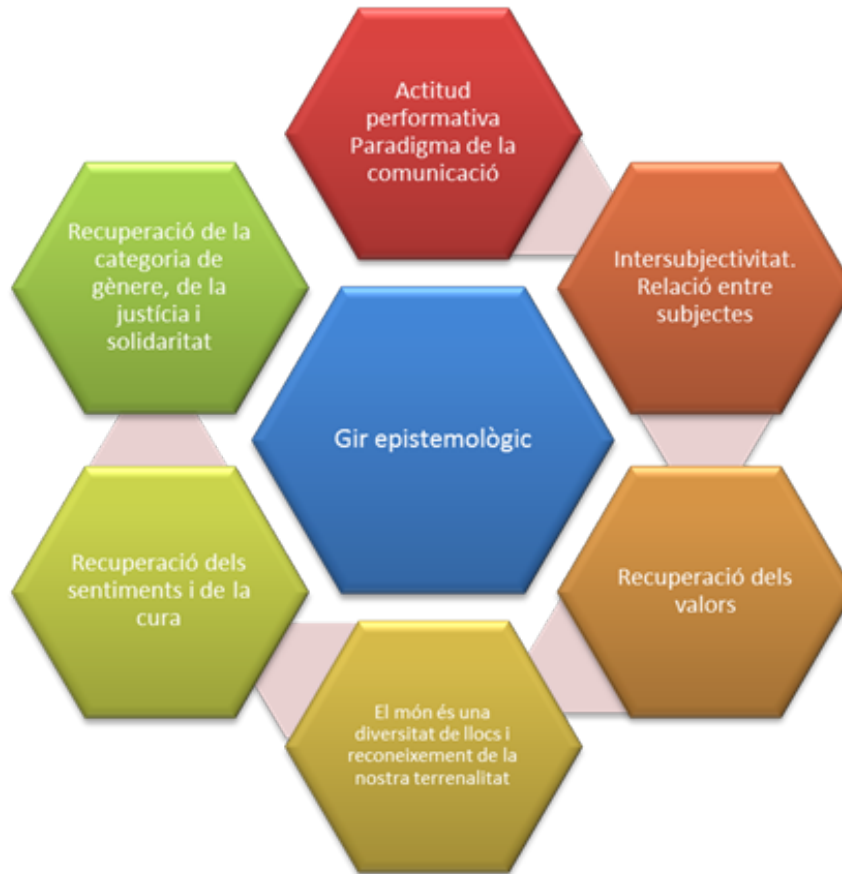 Actitud
performativa
Paradigma de la
comunicació
Recuperació de la
categoria de
gènere, de la
justícia i
solidaritat
Intersubjectivitat.
Relació entre
subjectes
Gir epistemològic
Recuperació dels
sentiments i de la
cura
Recuperació dels
valors
El món és una
diversitat de llocs i
reconeixement de la
nostra terrenalitat